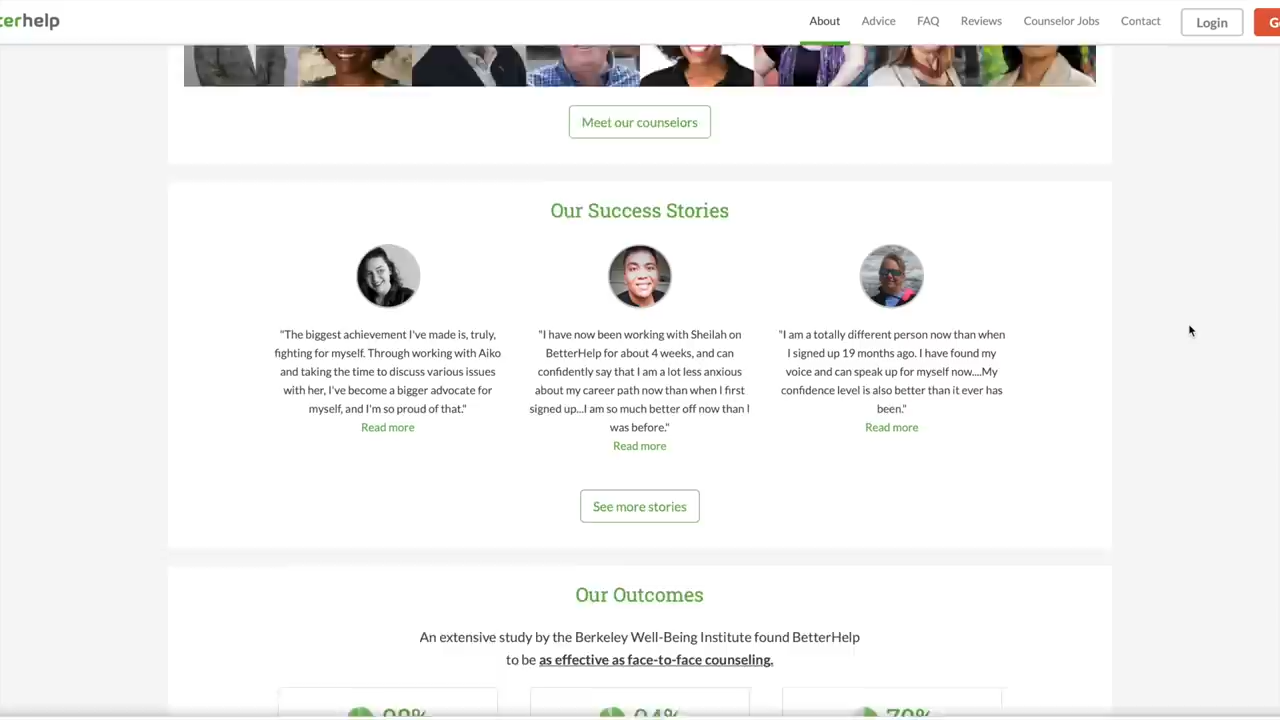 terhelp
About Advice FAQ Reviews Counselor Jobs Contact Login
Meet our counselors
Our Success Stories
"The biggest achievement I've made is, truly,
fighting for myself. Through working with Aiko
and taking the time to discuss various issues
with her, I've become a bigger advocate for
myself, and I'm so proud of that."
Read more
"I have now been working with Sheilah on
BetterHelp for about 4 weeks, and can
confidently say that I am a lot less anxious
about my career path now than when I first
signed up...I am so much better off now than I
was before."
Read more
"I am a totally different person now than when
I signed up 19 months ago. I have found my
voice and can speak up for myself now....My
confidence level is also better than it ever has
been."
Read more
See more stories
Our Outcomes
An extensive study by the Berkeley Well-Being Institute found BetterHelp
to be as effective as face-to-face counseling.